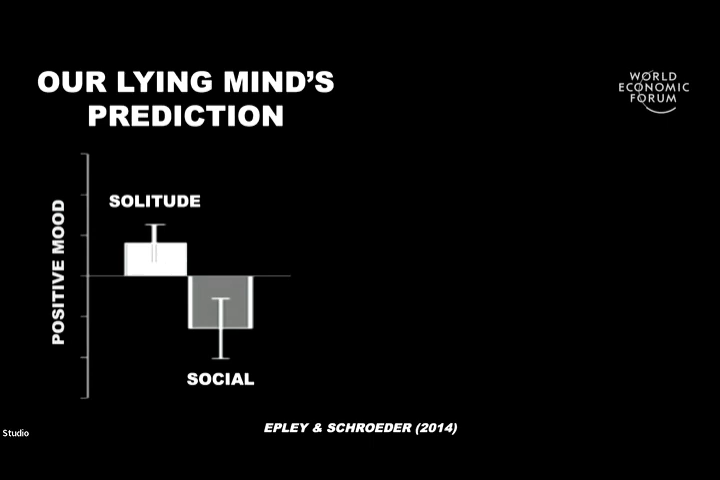 OUR LYING MIND'S
PREDICTION
WORLD
ECONOMIC
FORUM
SOLITUDE
POSITIVE MOOD
SOCIAL
EPLEY & SCHROEDER (2014)
Studio